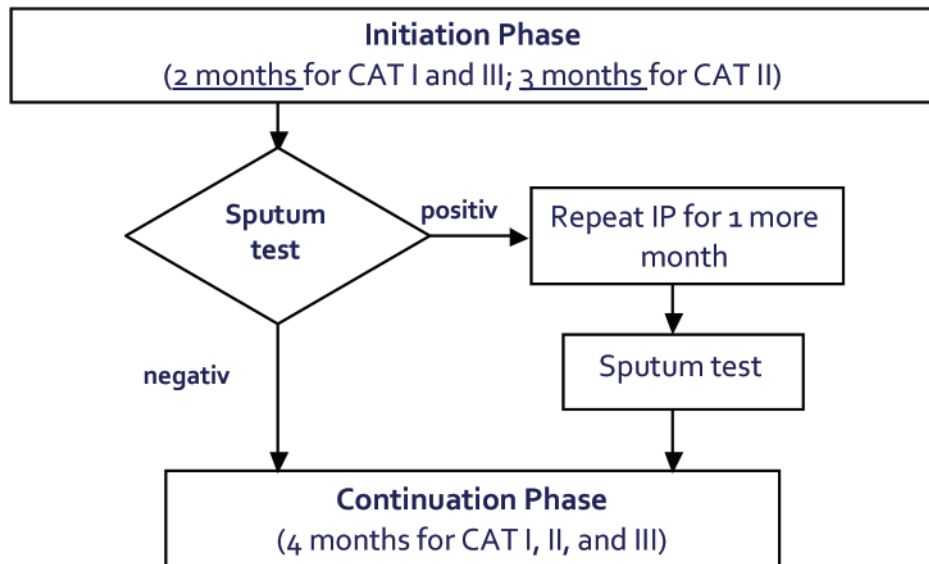 Initiation Phase
(2 months for CAT I and III; 3 months for CAT II)
Sputum
test
positiv
Repeat IP for 1 more
month
Sputum test
negativ
Continuation Phase
(4 months for CAT I, II, and III)